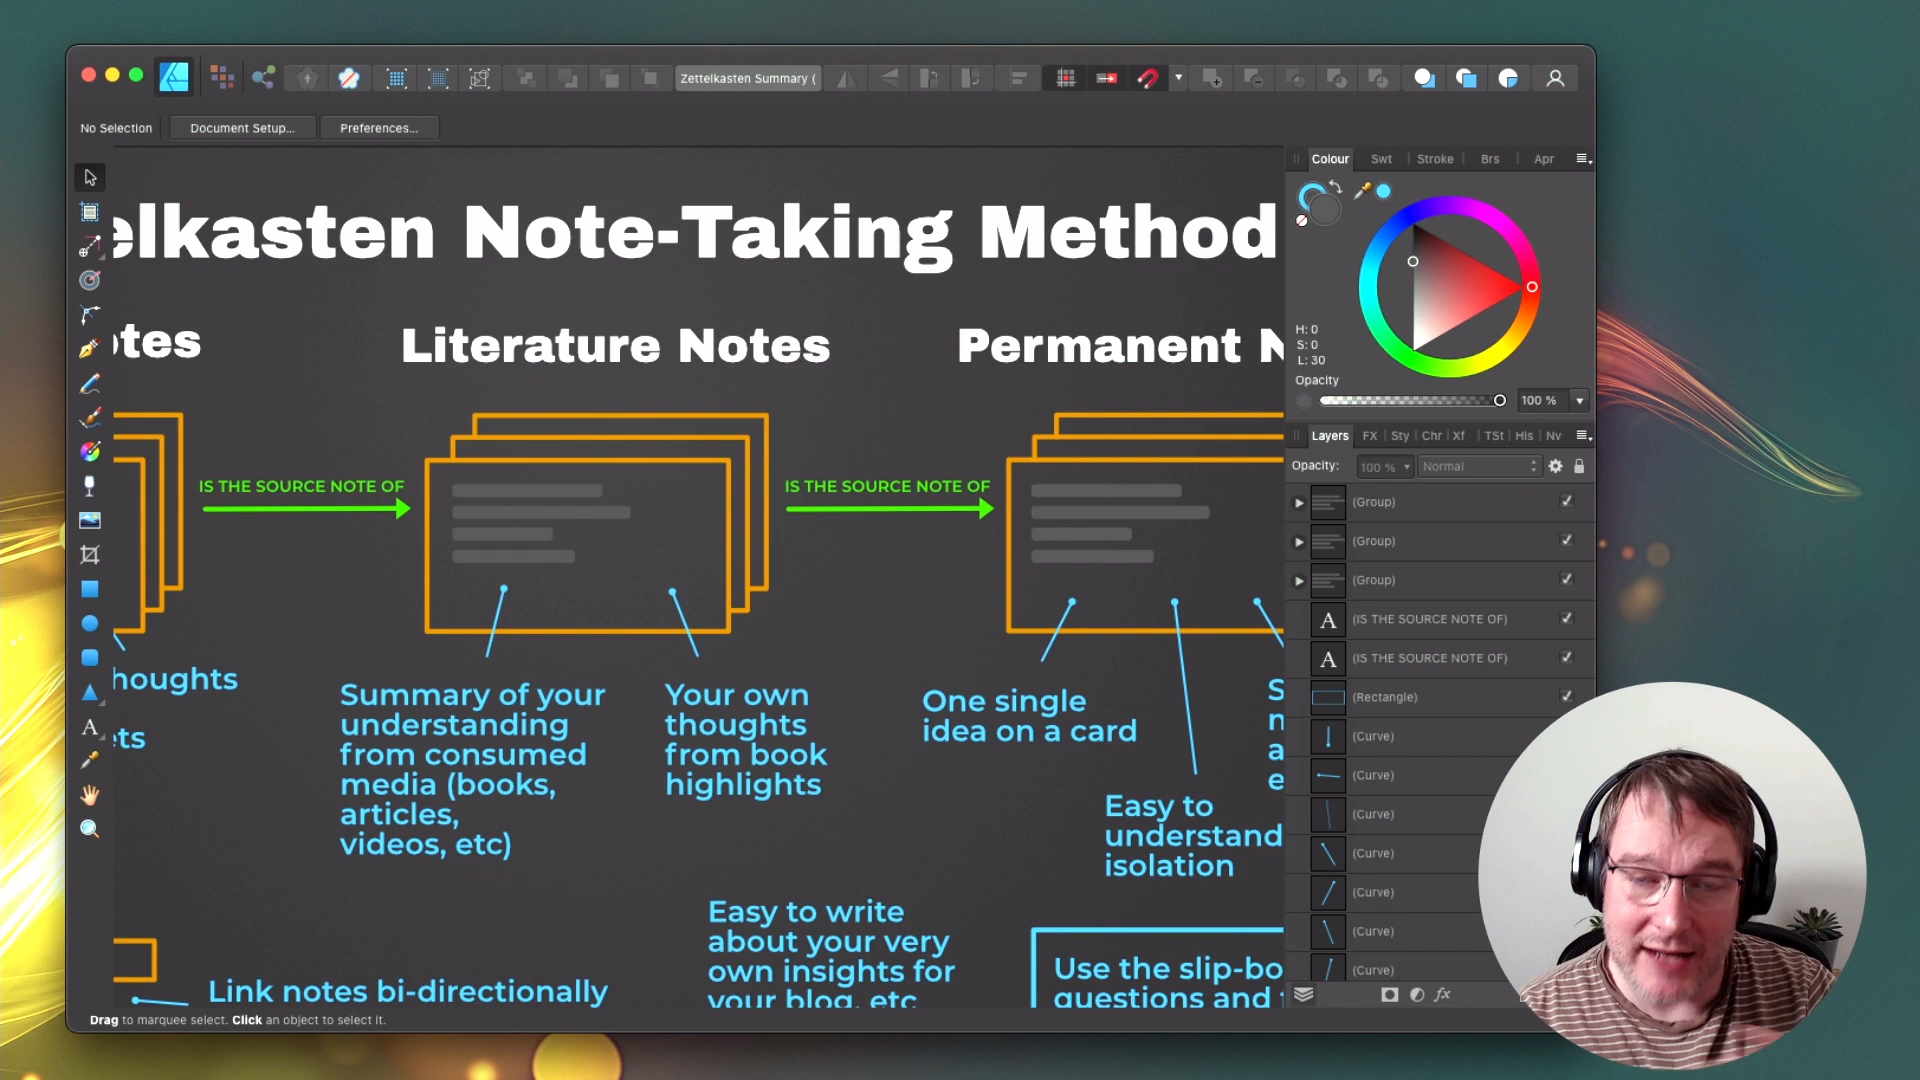 Zettelkasten Summary (
No Selection
Document Setup...
Preferences...
Colour
Swt
Stroke
Brs
Apr
elkasten Note-Taking Method
H: 0
S: 0
L: 30
Opacity
100 %
otes
Literature Notes
Permanent N
Layers
FX
Sty
Chr
Xf
TSt
His
Nv
Opacity:
100 %
Normal
(Group)
(Group)
(Group)
(IS THE SOURCE NOTE OF)
(IS THE SOURCE NOTE OF)
(Rectangle)
(Curve)
(Curve)
(Curve)
(Curve)
(Curve)
(Curve)
(Curve)
IS THE SOURCE NOTE OF
IS THE SOURCE NOTE OF
houghts
ets
Summary of your
understanding
from consumed
media (books,
articles,
videos, etc)
Your own
thoughts
from book
highlights
One single
idea on a card
S
n
a
e
Easy to
understand
isolation
Easy to write
about your very
own insights for
your blog, etc
Use the slip-bo
questions and
Link notes bi-directionally
Drag to marquee select. Click an object to select it.